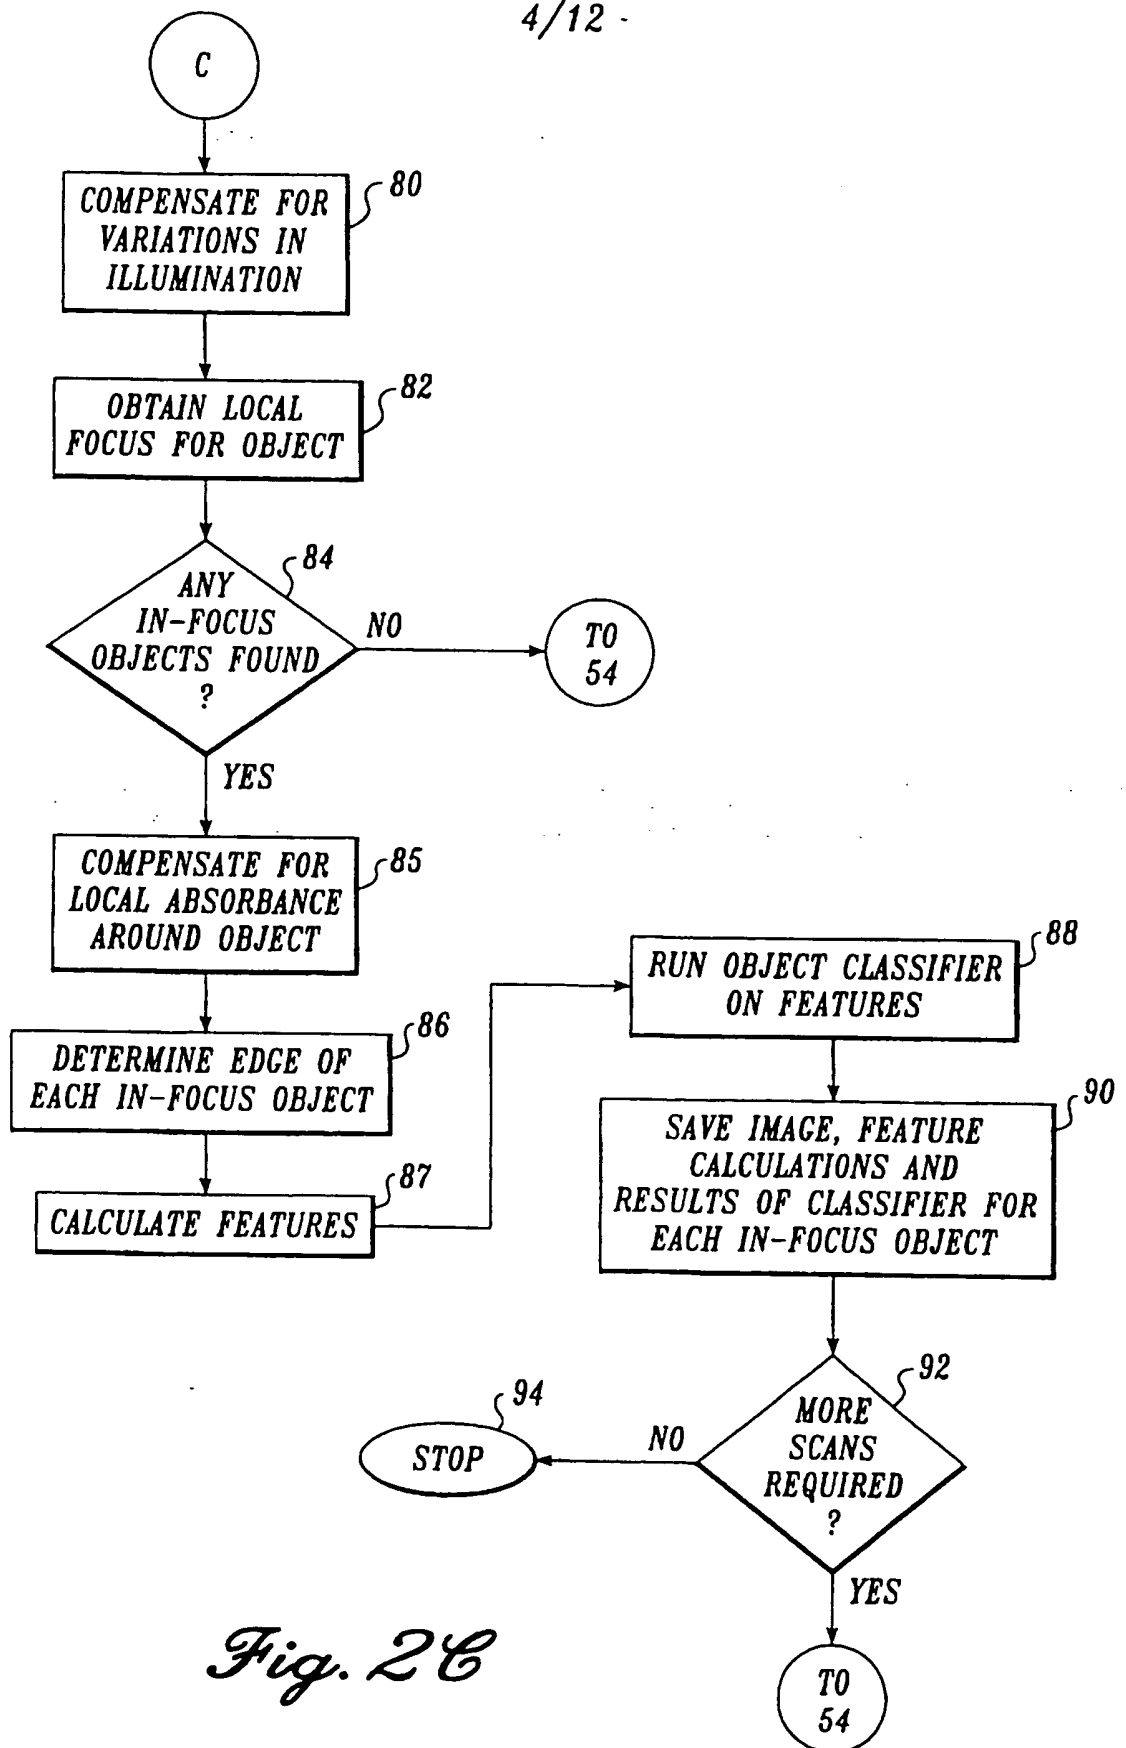 4/12
C
80
COMPENSATE FOR
VARIATIONS IN
ILLUMINATION
82
OBTAIN LOCAL
FOCUS FOR OBJECT
84
ANY
IN-FOCUS
OBJECTS FOUND
?
NO
TO
54
YES
85
COMPENSATE FOR
LOCAL ABSORBANCE
AROUND OBJECT
86
DETERMINE EDGE OF
EACH IN-FOCUS OBJECT
87
CALCULATE FEATURES
88
RUN OBJECT CLASSIFIER
ON FEATURES
90
SAVE IMAGE, FEATURE
CALCULATIONS AND
RESULTS OF CLASSIFIER FOR
EACH IN-FOCUS OBJECT
92
MORE
SCANS
REQUIRED
?
NO
94
STOP
YES
TO
54
Fig. 2C